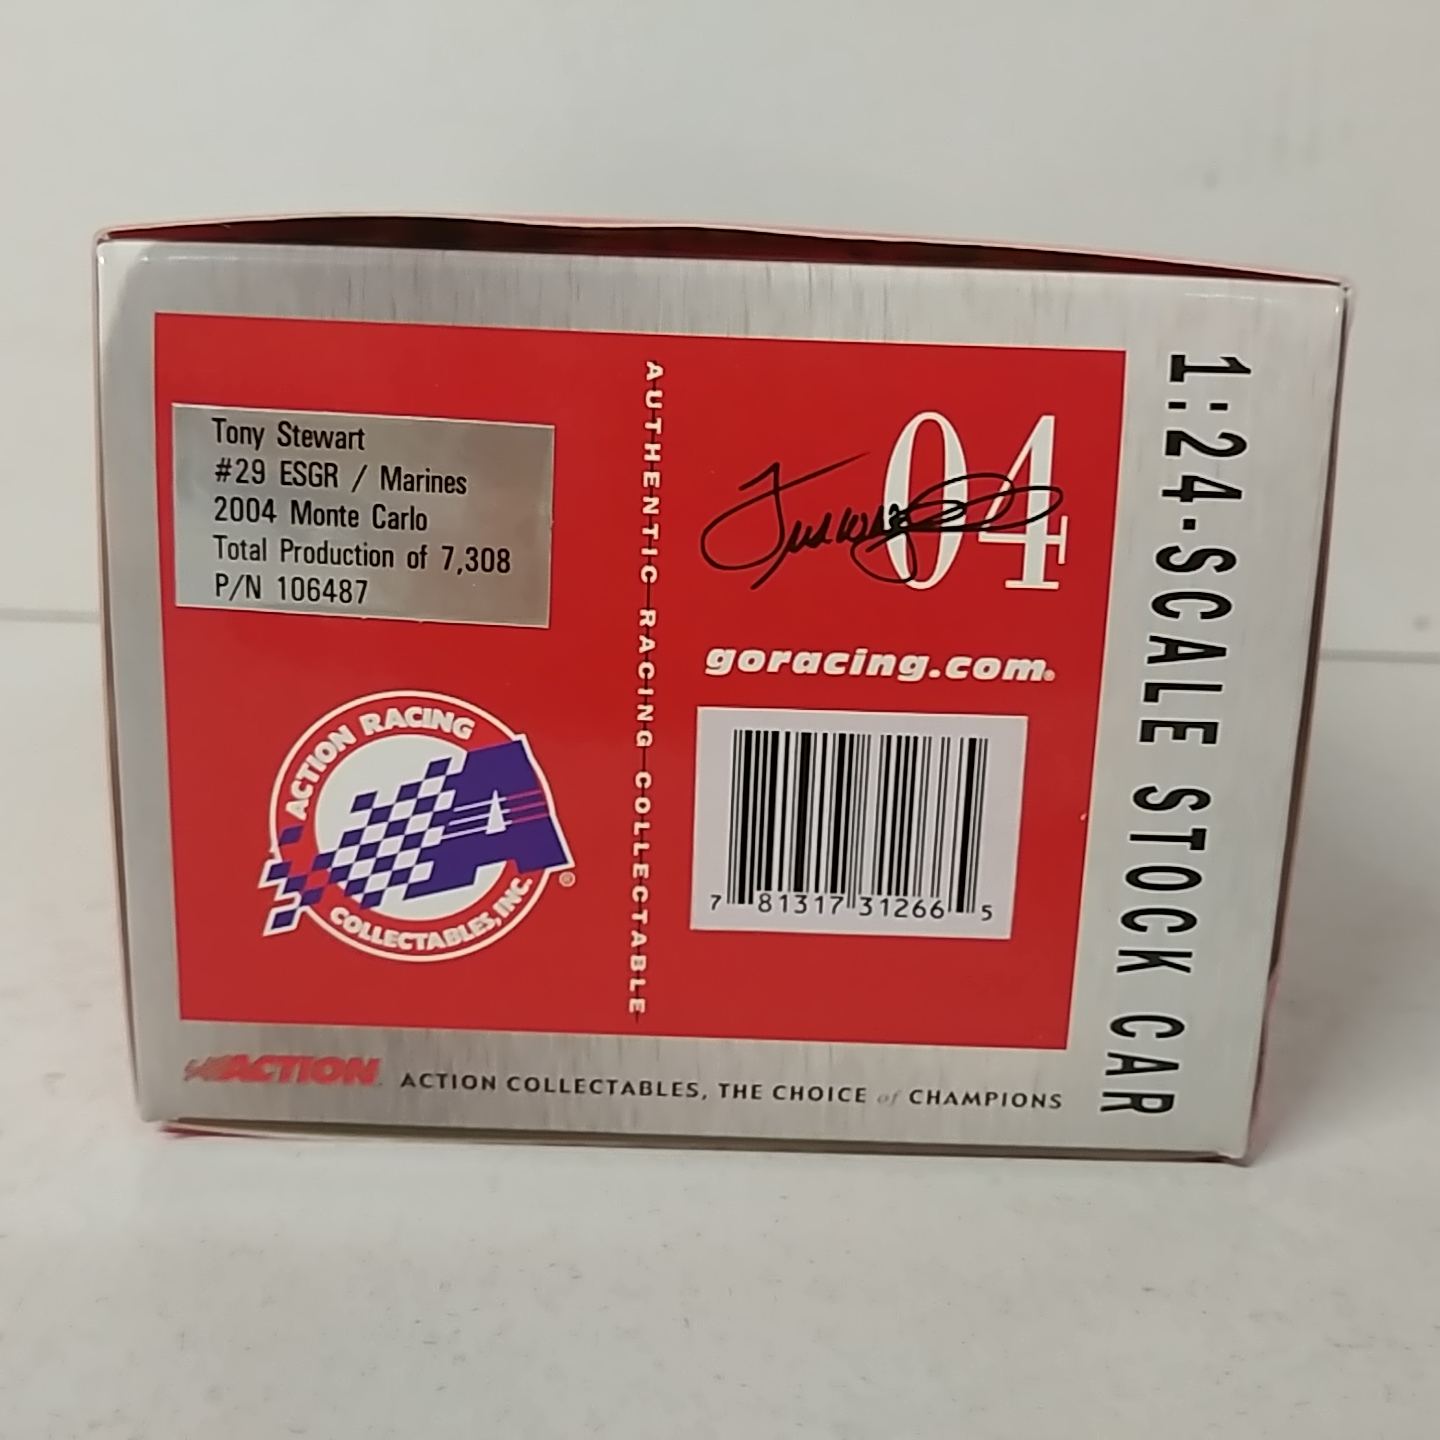 Tony Stewart
#29 ESGR / Marines
2004 Monte Carlo
Total Production of 7,308
P/N 106487
ACTION RACING
COLLECTABLES, INC.
®
AUTHENTIC RACING COLLECTABLE
04
goracing.com®
7 81317 31266 5
1:24-SCALE STOCK CAR
ACTION
ACTION COLLECTABLES, THE CHOICE of CHAMPIONS